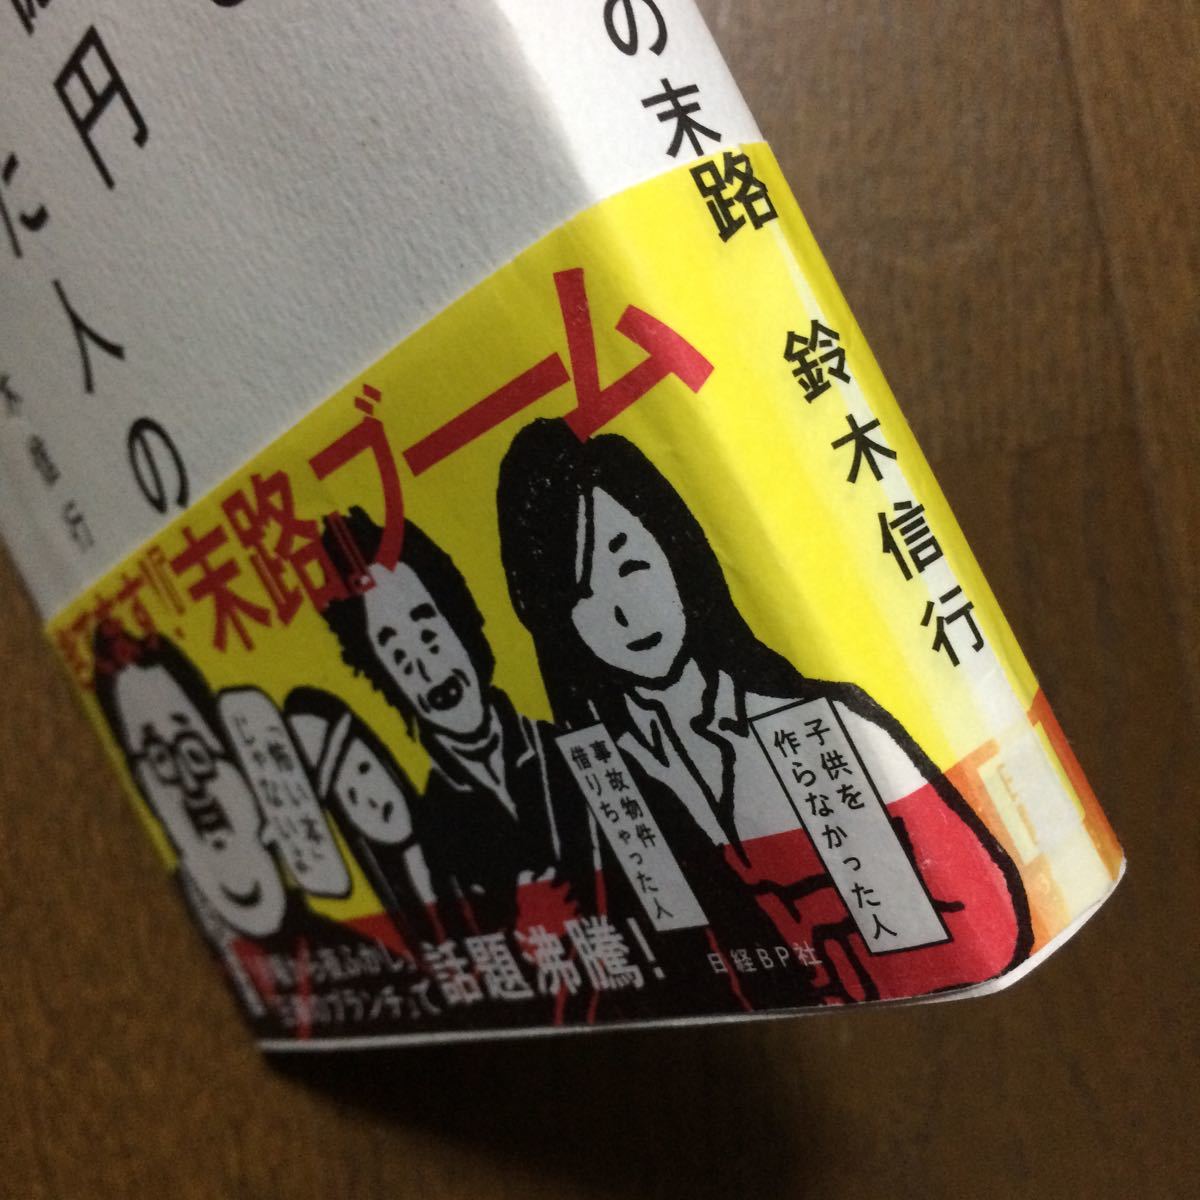 円
た人の
の末路
鈴木信行
『末路』ブーム
「怖い本、
じゃないよ
事故物件
借りちゃった人
子供を
作らなかった人
話題沸騰!
日経BP社